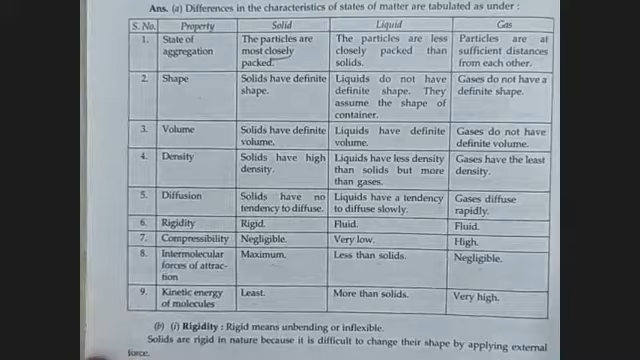 Ans. (a) Differences in the characteristics of states of matter are tabulated as under :
S. No. Property Solid Liquid Gas
1. State of aggregation The particles are most closely packed. The particles are less closely packed than solids. Particles are at sufficient distances from each other.
2. Shape Solids have definite shape. Liquids do not have definite shape. They assume the shape of container. Gases do not have a definite shape.
3. Volume Solids have definite volume. Liquids have definite volume. Gases do not have definite volume.
4. Density Solids have high density. Liquids have less density than solids but more than gases. Gases have the least density.
5. Diffusion Solids have no tendency to diffuse. Liquids have a tendency to diffuse slowly. Gases diffuse rapidly.
6. Rigidity Rigid. Fluid. Fluid.
7. Compressibility Negligible. Very low. High.
8. Intermolecular forces of attrac-tion Maximum. Less than solids. Negligible.
9. Kinetic energy of molecules Least. More than solids. Very high.
(b) (i) Rigidity : Rigid means unbending or inflexible.
Solids are rigid in nature because it is difficult to change their shape by applying external
force.